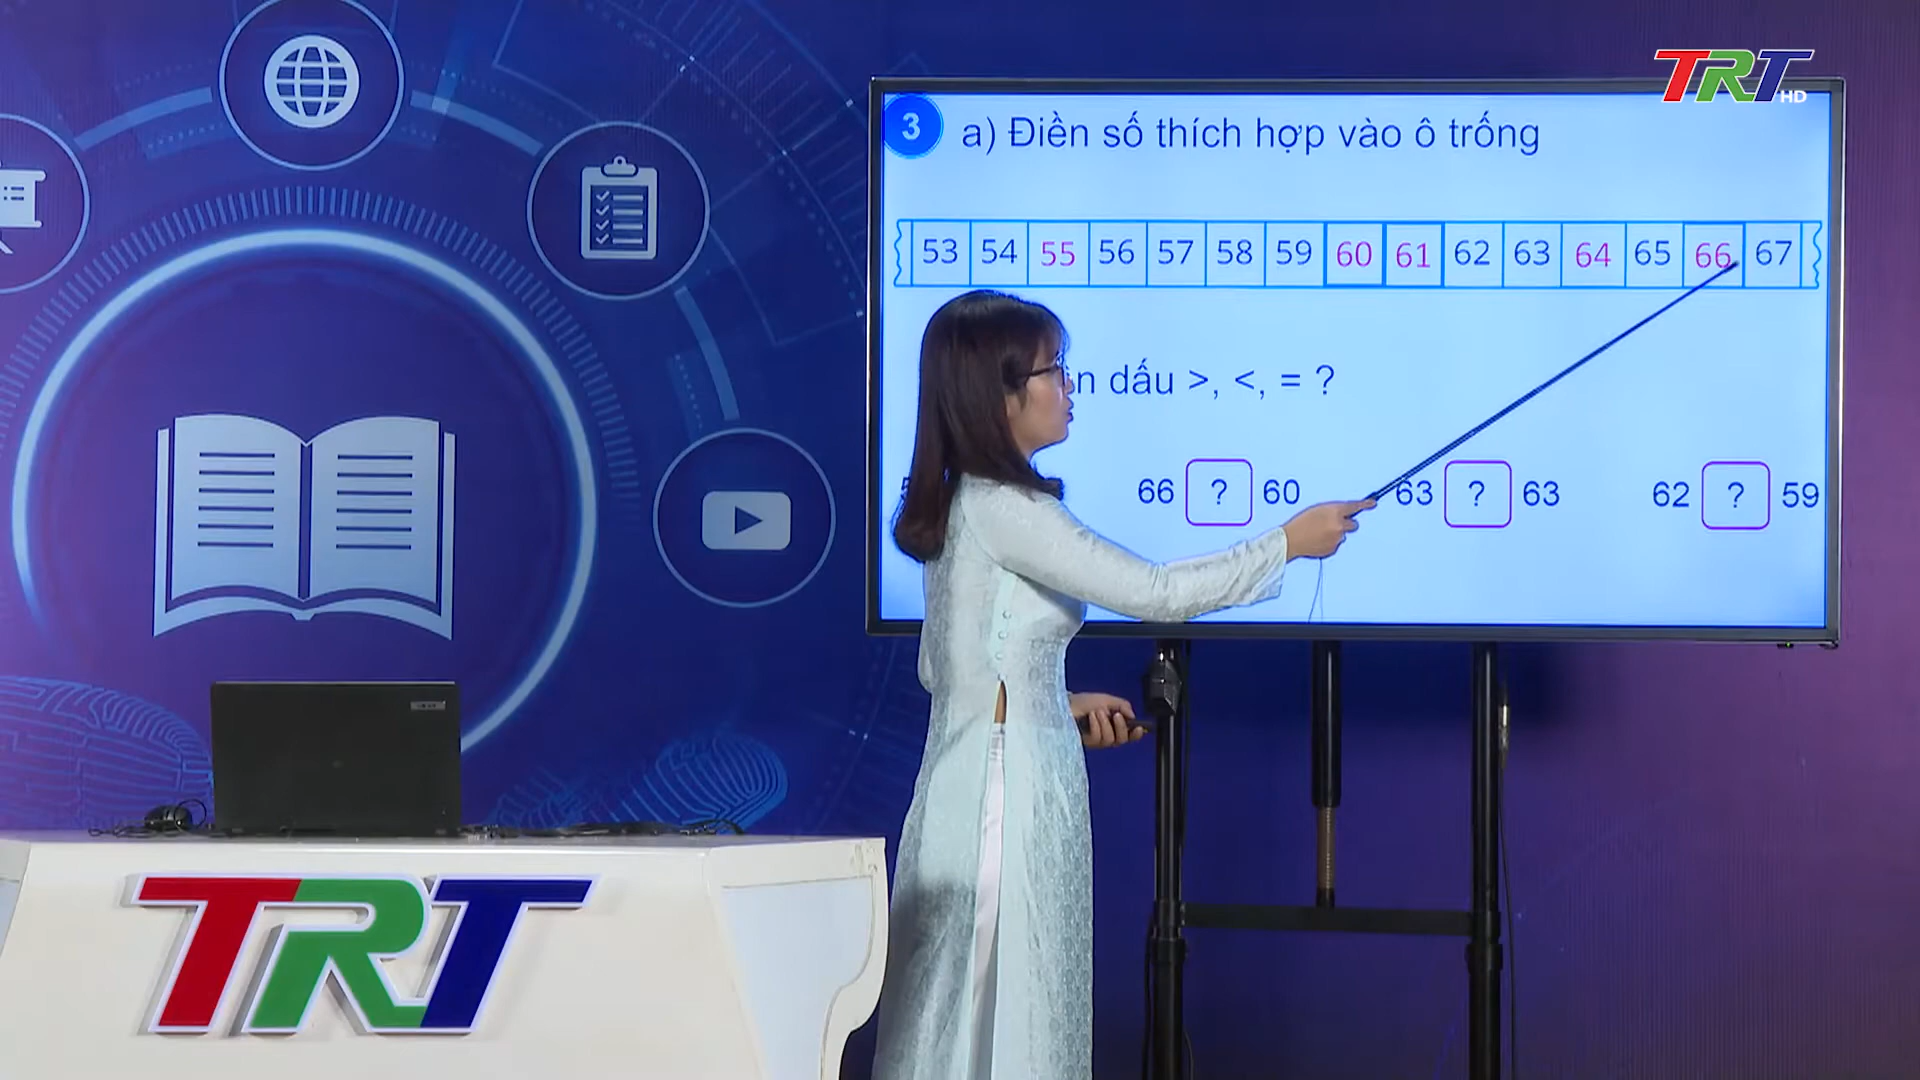 TRT HD
3 a) Điền số thích hợp vào ô trống
53 54 55 56 57 58 59 60 61 62 63 64 65 66 67
dấu >, <, = ?
66 ? 60 63 ? 63 62 ? 59
TRT